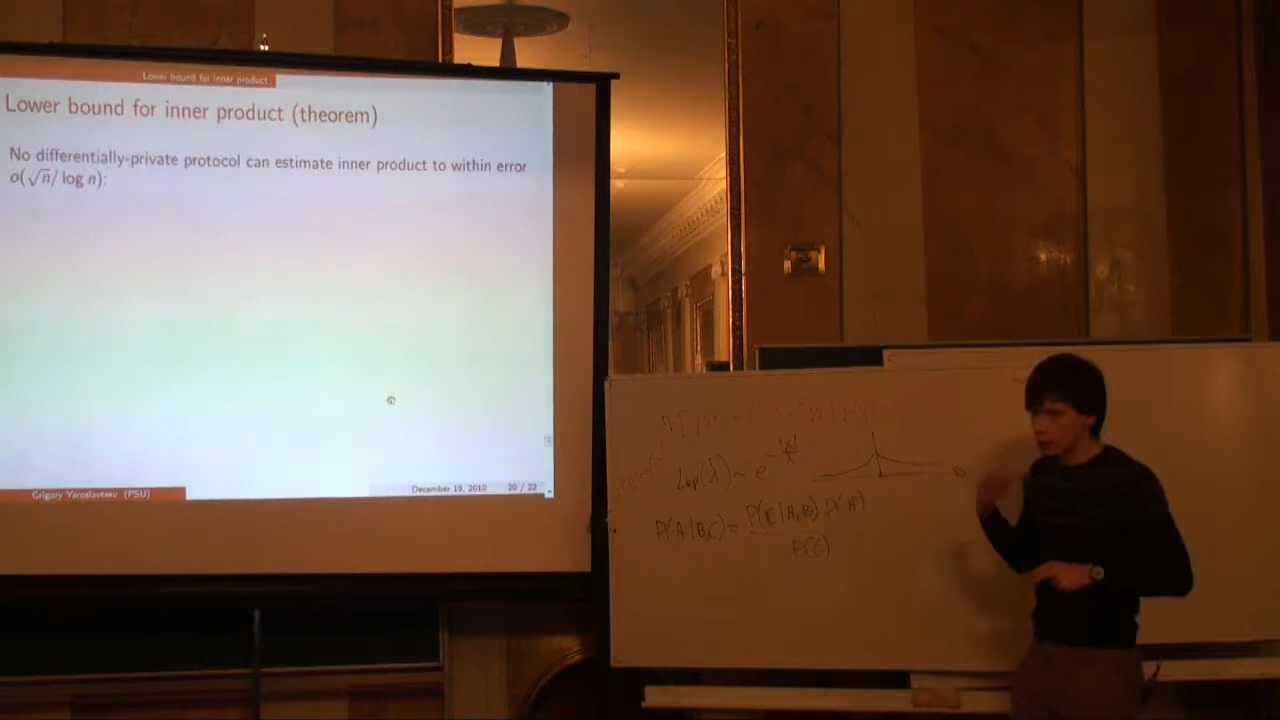 Lower bound for inner product
Lower bound for inner product (theorem)
No differentially-private protocol can estimate inner product to within error
o(√n/ log n):
Grigory Yaroslavtsev (PSU)
December 19, 2010 20 / 22
Lap(λ) ~ e^{-|x|/λ}
P(A|B,C) =
P(C)